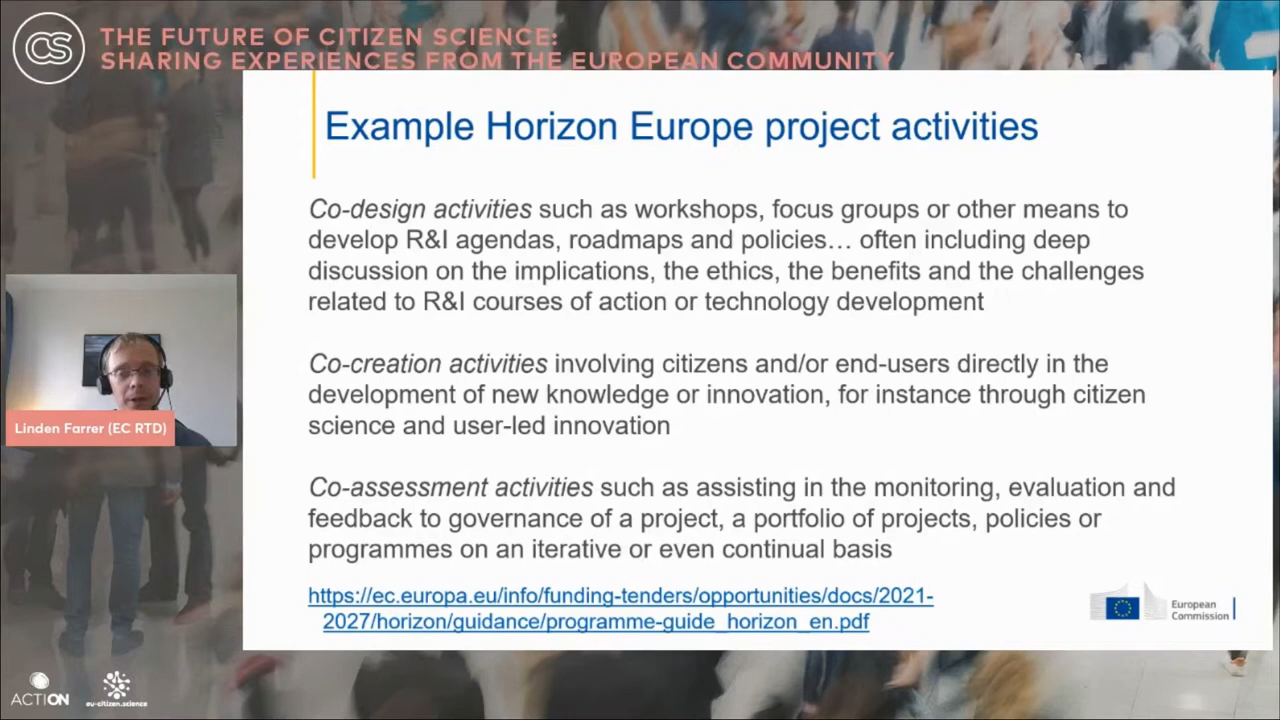 CS
THE FUTURE OF CITIZEN SCIENCE:
SHARING EXPERIENCES FROM THE EUROPEAN COMMUNITY
Example Horizon Europe project activities
Co-design activities such as workshops, focus groups or other means to
develop R&I agendas, roadmaps and policies… often including deep
discussion on the implications, the ethics, the benefits and the challenges
related to R&I courses of action or technology development
Co-creation activities involving citizens and/or end-users directly in the
development of new knowledge or innovation, for instance through citizen
science and user-led innovation
Co-assessment activities such as assisting in the monitoring, evaluation and
feedback to governance of a project, a portfolio of projects, policies or
programmes on an iterative or even continual basis
https://ec.europa.eu/info/funding-tenders/opportunities/docs/2021-
2027/horizon/guidance/programme-guide_horizon_en.pdf
European
Commission
Linden Farrer (EC RTD)
ACTION
eu-citizen.science